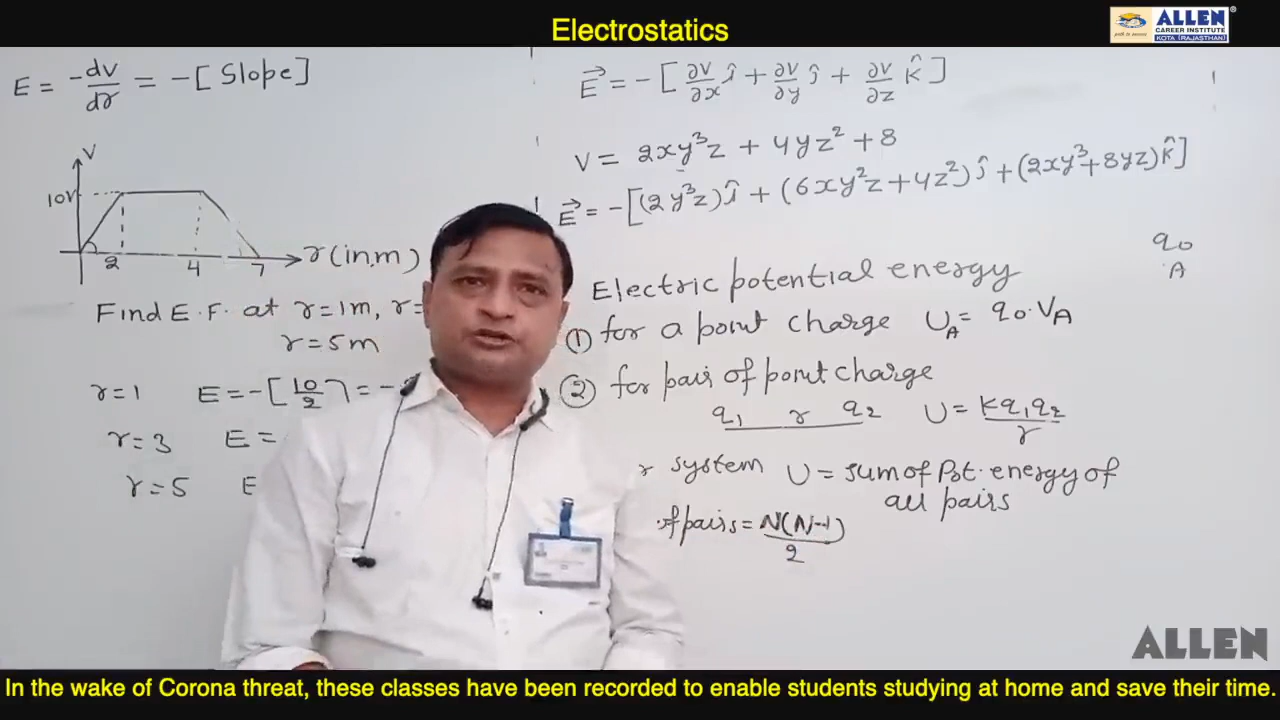 Electrostatics
ALLEN
CAREER INSTITUTE
KOTA (RAJASTHAN)
E = -dv/dr = -[Slope]
V
10V
2 4 7 r (in m)
Find E.F. at r=1m, r=
r=5m
r=1 E=-[10/2]=-
r=3 E=
r=5 E
E⃗ = -[∂V/∂x î + ∂V/∂y ĵ + ∂V/∂z k̂]
V = 2xy³z + 4yz² + 8
E⃗ = -[(2y³z)î + (6xy²z+4z²)ĵ + (2xy³+8yz)k̂]
q₀
A
Electric potential energy
① for a point charge U_A = q₀.V_A
② for pair of point charge
q₁ r q₂ U = Kq₁q₂/r
r system U = sum of Pot. energy of
all pairs
of pairs = N(N-1)/2
ALLEN
In the wake of Corona threat, these classes have been recorded to enable students studying at home and save their time.